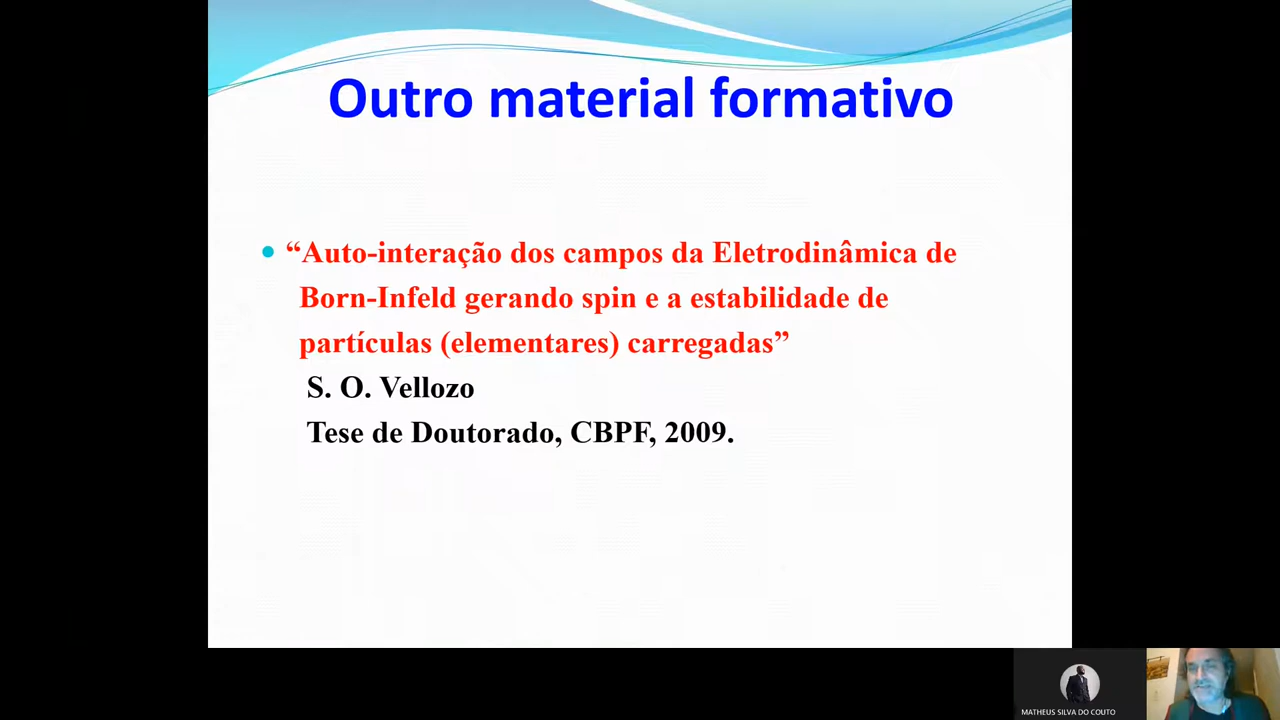 Outro material formativo
“Auto-interação dos campos da Eletrodinâmica de
Born-Infeld gerando spin e a estabilidade de
partículas (elementares) carregadas”
S. O. Vellozo
Tese de Doutorado, CBPF, 2009.
MATHEUS SILVA DO COUTO